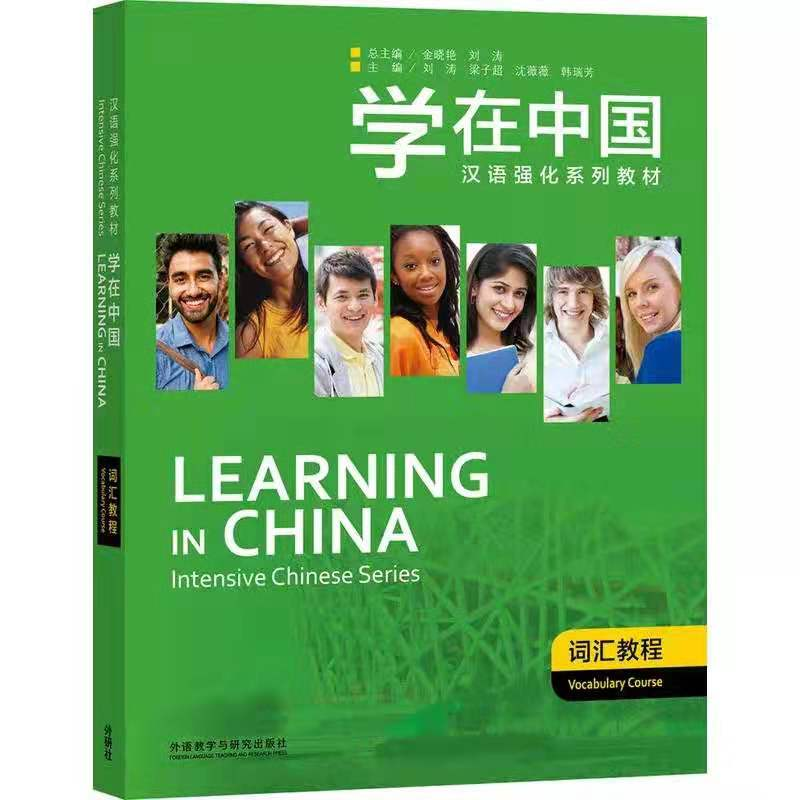 总主编／金晓艳 刘 涛
主 编／刘 涛 梁子超 沈薇薇 韩瑞芳
学在中国
汉语强化系列教材
LEARNING
IN CHINA
Intensive Chinese Series
词汇教程
Vocabulary Course
外语教学与研究出版社
FOREIGN LANGUAGE TEACHING AND RESEARCH PRESS
汉语强化系列教材
Intensive Chinese Series
学在中国
LEARNING IN CHINA
词汇教程
Vocabulary Course
外研社